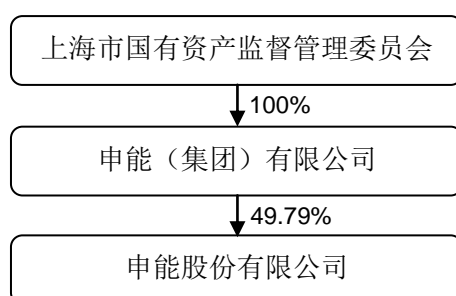 上海市国有资产监督管理委员会
100%
申能（集团）有限公司
49.79%
申能股份有限公司